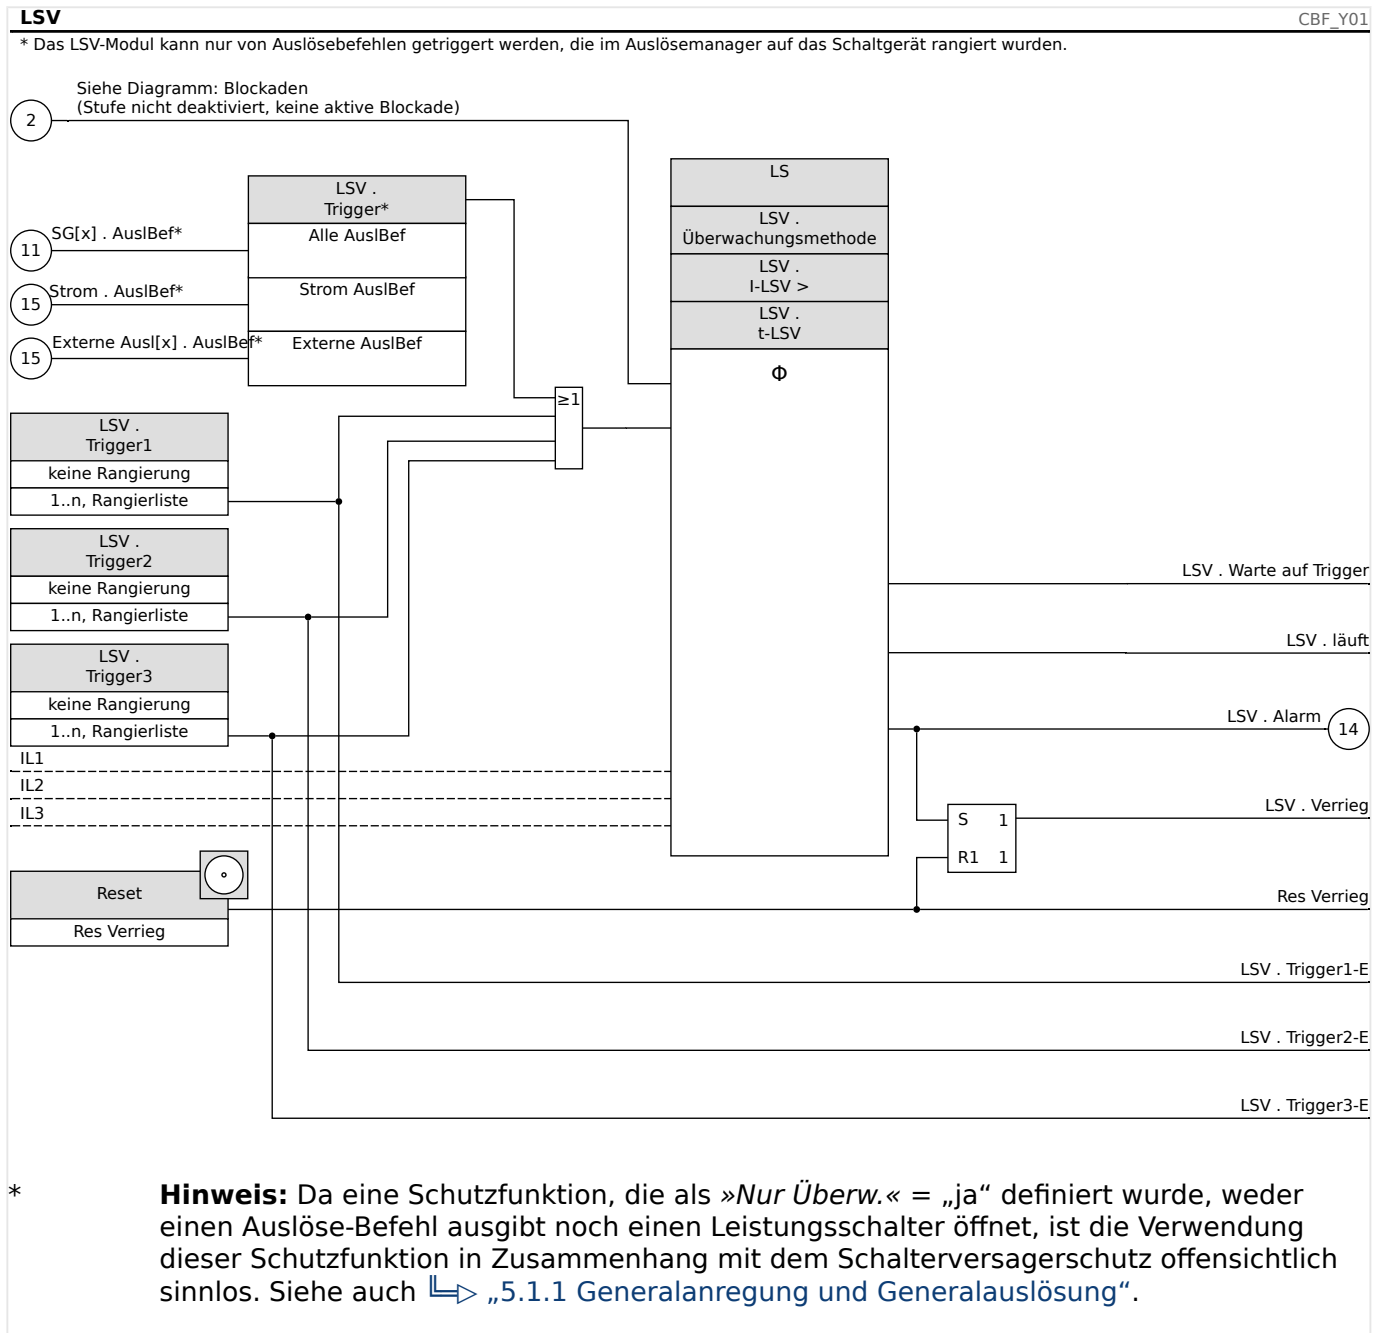 LSV
CBF_Y01
* Das LSV-Modul kann nur von Auslösebefehlen getriggert werden, die im Auslösemanager auf das Schaltgerät rangiert wurden.
Siehe Diagramm: Blockaden
(Stufe nicht deaktiviert, keine aktive Blockade)
2
LS
LSV .
Überwachungsmethode
LSV .
I-LSV >
LSV .
t-LSV
Φ
LSV .
Trigger*
SG[x] . AuslBef*
11
Alle AuslBef
Strom . AuslBef*
15
Strom AuslBef
Externe Ausl[x] . AuslBef*
15
Externe AuslBef
≥1
LSV .
Trigger1
keine Rangierung
1..n, Rangierliste
LSV .
Trigger2
keine Rangierung
1..n, Rangierliste
LSV .
Trigger3
keine Rangierung
1..n, Rangierliste
IL1
IL2
IL3
LSV . Warte auf Trigger
LSV . läuft
LSV . Alarm
14
LSV . Verrieg
S 1
R1 1
Reset
Res Verrieg
Res Verrieg
LSV . Trigger1-E
LSV . Trigger2-E
LSV . Trigger3-E
* Hinweis: Da eine Schutzfunktion, die als »Nur Überw.« = „ja“ definiert wurde, weder
einen Auslöse-Befehl ausgibt noch einen Leistungsschalter öffnet, ist die Verwendung
dieser Schutzfunktion in Zusammenhang mit dem Schalterversagerschutz offensichtlich
sinnlos. Siehe auch ╚═▷ „5.1.1 Generalanregung und Generalauslösung“.